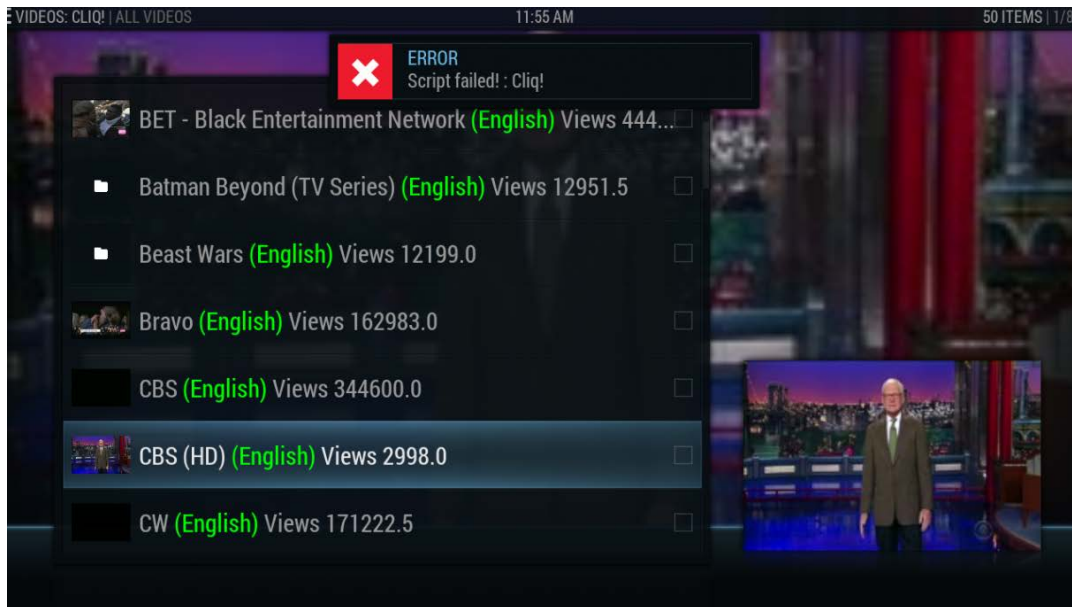 VIDEOS: CLIQ! | ALL VIDEOS
11:55 AM
50 ITEMS | 1/8
ERROR
Script failed! : Cliq!
BET - Black Entertainment Network (English) Views 444...
Batman Beyond (TV Series) (English) Views 12951.5
Beast Wars (English) Views 12199.0
Bravo (English) Views 162983.0
CBS (English) Views 344600.0
CBS (HD) (English) Views 2998.0
CW (English) Views 171222.5